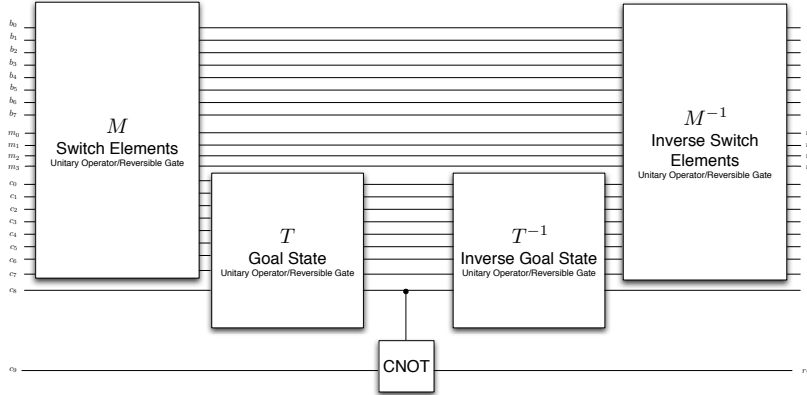 b₀
b₁
b₂
b₃
b₄
b₅
b₆
b₇
m₀
m₁
m₂
m₃
c₀
c₁
c₂
c₃
c₄
c₅
c₆
c₇
c₈
c₉
M
Switch Elements
Unitary Operator/Reversible Gate
T
Goal State
Unitary Operator/Reversible Gate
CNOT
T⁻¹
Inverse Goal State
Unitary Operator/Reversible Gate
M⁻¹
Inverse Switch
Elements
Unitary Operator/Reversible Gate